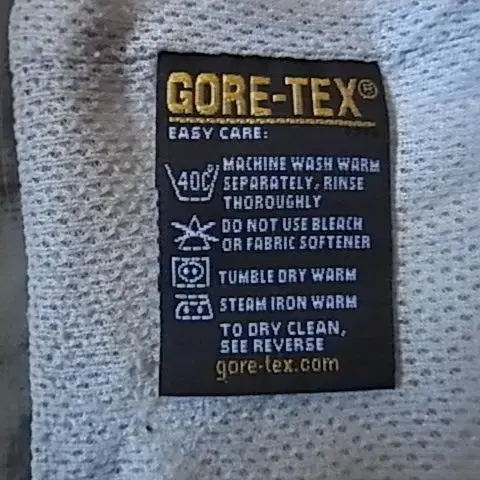 GORE-TEX®
EASY CARE:
40C MACHINE WASH WARM
SEPARATELY, RINSE
THOROUGHLY
DO NOT USE BLEACH
OR FABRIC SOFTENER
TUMBLE DRY WARM
STEAM IRON WARM
TO DRY CLEAN,
SEE REVERSE
gore-tex.com